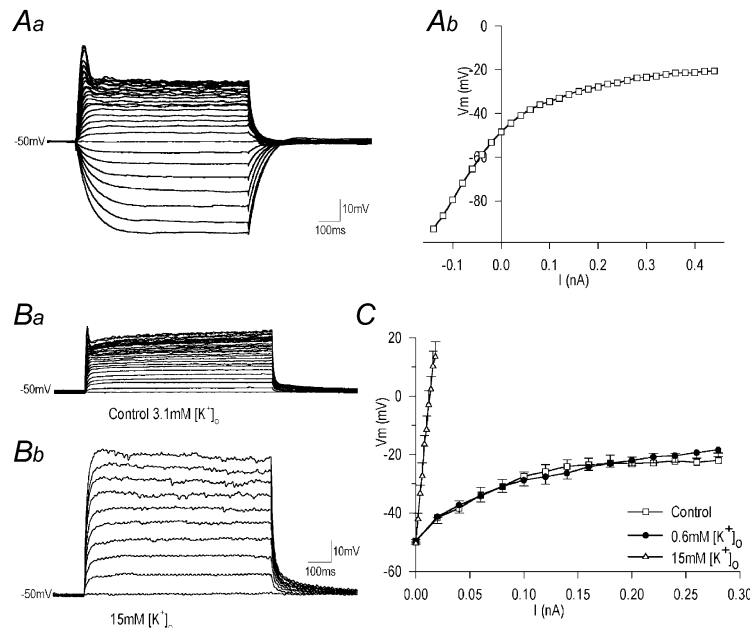 Aa
-50mV
10mV
100ms
Ab
0
-20
-40
-60
-80
Vm (mV)
-0.1 0.0 0.1 0.2 0.3 0.4
I (nA)
Ba
-50mV
Control 3.1mM [K+]o
Bb
-50mV
10mV
100ms
15mM [K+]o
C
20
0
-20
-40
-60
Vm (mV)
Control
0.6mM [K+]o
15mM [K+]o
0.00 0.05 0.10 0.15 0.20 0.25 0.30
I (nA)